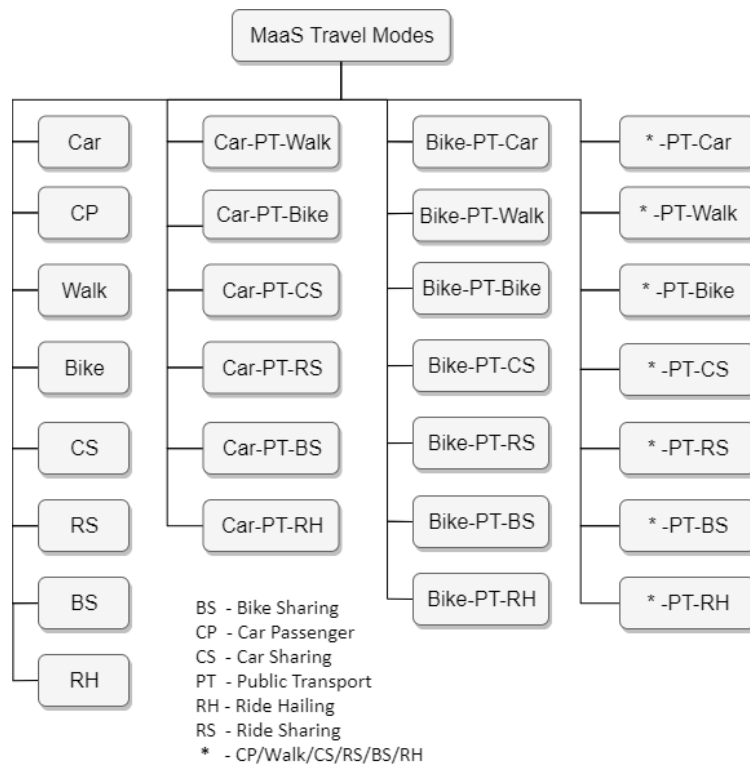 MaaS Travel Modes
Car
CP
Walk
Bike
CS
RS
BS
RH
Car-PT-Walk
Car-PT-Bike
Car-PT-CS
Car-PT-RS
Car-PT-BS
Car-PT-RH
Bike-PT-Car
Bike-PT-Walk
Bike-PT-Bike
Bike-PT-CS
Bike-PT-RS
Bike-PT-BS
Bike-PT-RH
* -PT-Car
* -PT-Walk
* -PT-Bike
* -PT-CS
* -PT-RS
* -PT-BS
* -PT-RH
BS - Bike Sharing
CP - Car Passenger
CS - Car Sharing
PT - Public Transport
RH - Ride Hailing
RS - Ride Sharing
* - CP/Walk/CS/RS/BS/RH